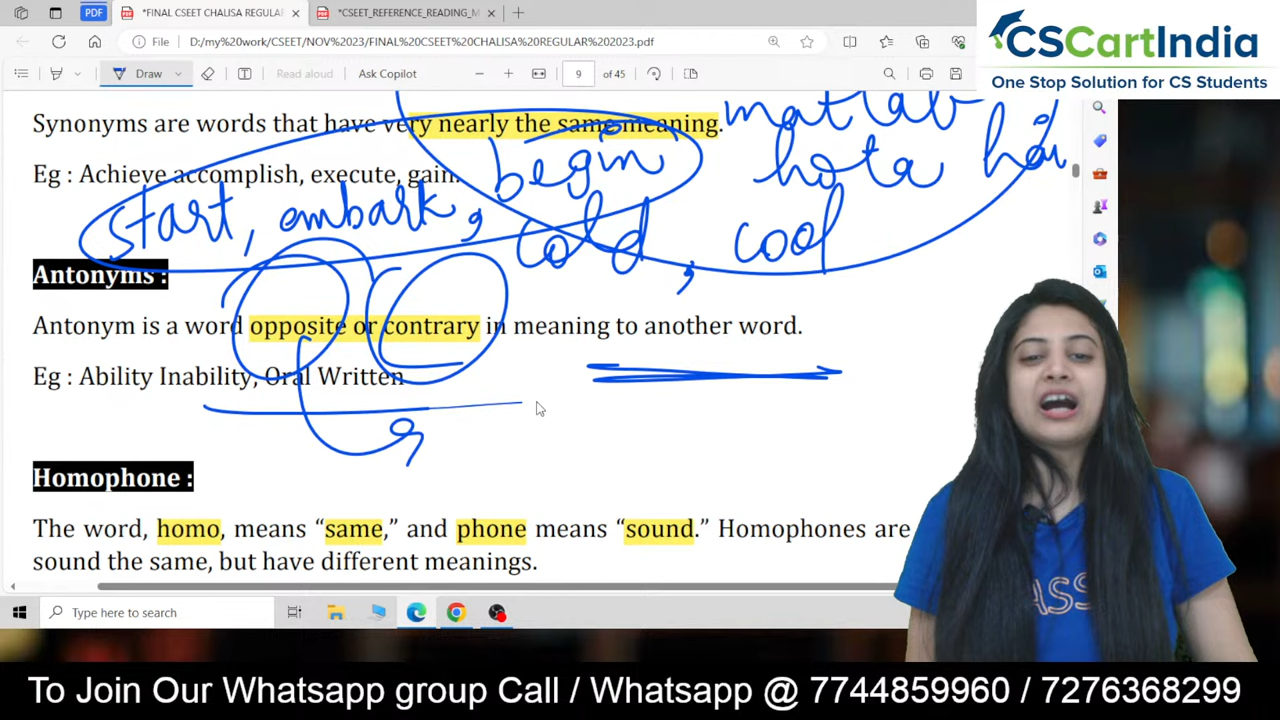 PDF
*FINAL CSEET CHALISA REGULAR
*CSEET_REFERENCE_READING_M
CSCartIndia
One Stop Solution for CS Students
File
D:/my%20work/CSEET/NOV%2023/FINAL%20CSEET%20CHALISA%20REGULAR%202023.pdf
Draw
Read aloud
Ask Copilot
9
of 45
Synonyms are words that have very nearly the same meaning.
matlab
hota hai
Eg : Achieve accomplish, execute, gain.
begin
start, embark,
cold, cool
Antonyms :
Antonym is a word opposite or contrary in meaning to another word.
Eg : Ability Inability, Oral Written
Homophone :
The word, homo, means “same,” and phone means “sound.” Homophones are
sound the same, but have different meanings.
ASS
Type here to search
To Join Our Whatsapp group Call / Whatsapp @ 7744859960 / 7276368299